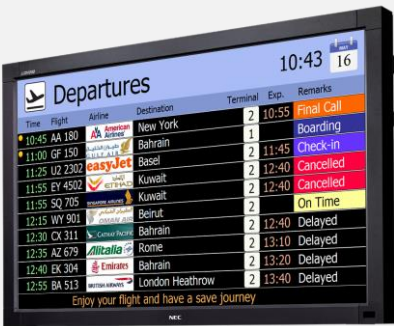 Departures 10:43 MAY 16
Time Flight Airline Destination Terminal Exp. Remarks
10:45 AA 180 American Airlines New York 2 10:55 Final Call
11:00 GF 150 Bahrain 1 Boarding
11:25 U2 2302 easyJet Basel 2 11:45 Check-in
11:55 EY 4502 ETIHAD Kuwait 2 12:40 Cancelled
11:55 SQ 705 SINGAPORE AIRLINES Kuwait 2 12:40 Cancelled
12:15 WY 901 OMAN AIR Beirut 2 On Time
12:30 CX 311 CATHAY PACIFIC Bahrain 2 12:40 Delayed
12:35 AZ 679 Alitalia Rome 2 13:10 Delayed
12:40 EK 304 Emirates Bahrain 2 13:20 Delayed
12:55 BA 513 BRITISH AIRWAYS London Heathrow 2 13:40 Delayed
Enjoy your flight and have a save journey
NEC